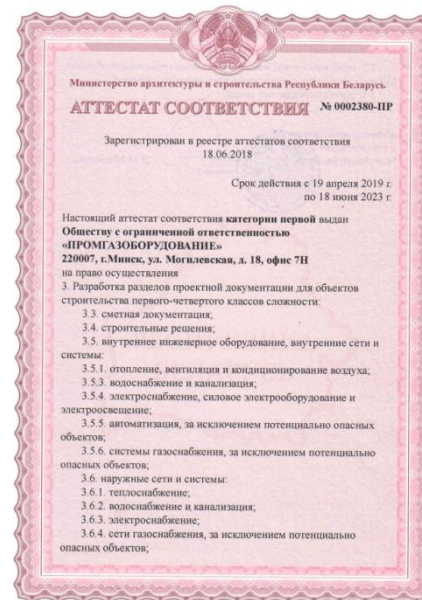 Министерство архитектуры и строительства Республики Беларусь
АТТЕСТАТ СООТВЕТСТВИЯ № 0002380-ПР
Зарегистрирован в реестре аттестатов соответствия
18.06.2018
Срок действия с 19 апреля 2019 г.
по 18 июня 2023 г.
Настоящий аттестат соответствия категории первой выдан
Обществу с ограниченной ответственностью
«ПРОМГАЗОБОРУДОВАНИЕ»
220007, г.Минск, ул. Могилевская, д. 18, офис 7Н
на право осуществления
3. Разработка разделов проектной документации для объектов
строительства первого-четвертого классов сложности:
3.3. сметная документация;
3.4. строительные решения;
3.5. внутреннее инженерное оборудование, внутренние сети и
системы:
3.5.1. отопление, вентиляция и кондиционирование воздуха;
3.5.3. водоснабжение и канализация;
3.5.4. электроснабжение, силовое электрооборудование и
электроосвещение;
3.5.5. автоматизация, за исключением потенциально опасных
объектов;
3.5.6. системы газоснабжения, за исключением потенциально
опасных объектов;
3.6. наружные сети и системы:
3.6.1. теплоснабжение;
3.6.2. водоснабжение и канализация;
3.6.3. электроснабжение;
3.6.4. сети газоснабжения, за исключением потенциально
опасных объектов;